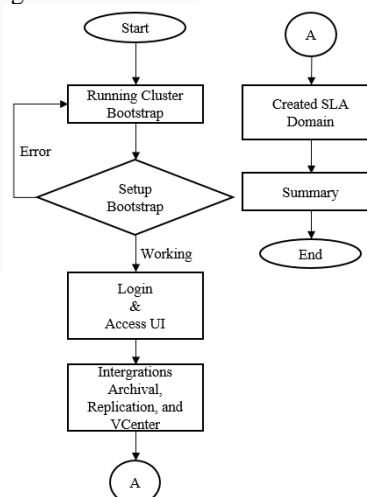 Start
Running Cluster
Bootstrap
Error
Setup
Bootstrap
Working
Login
&
Access UI
Intergrations
Archival,
Replication, and
VCenter
A
A
Created SLA
Domain
Summary
End